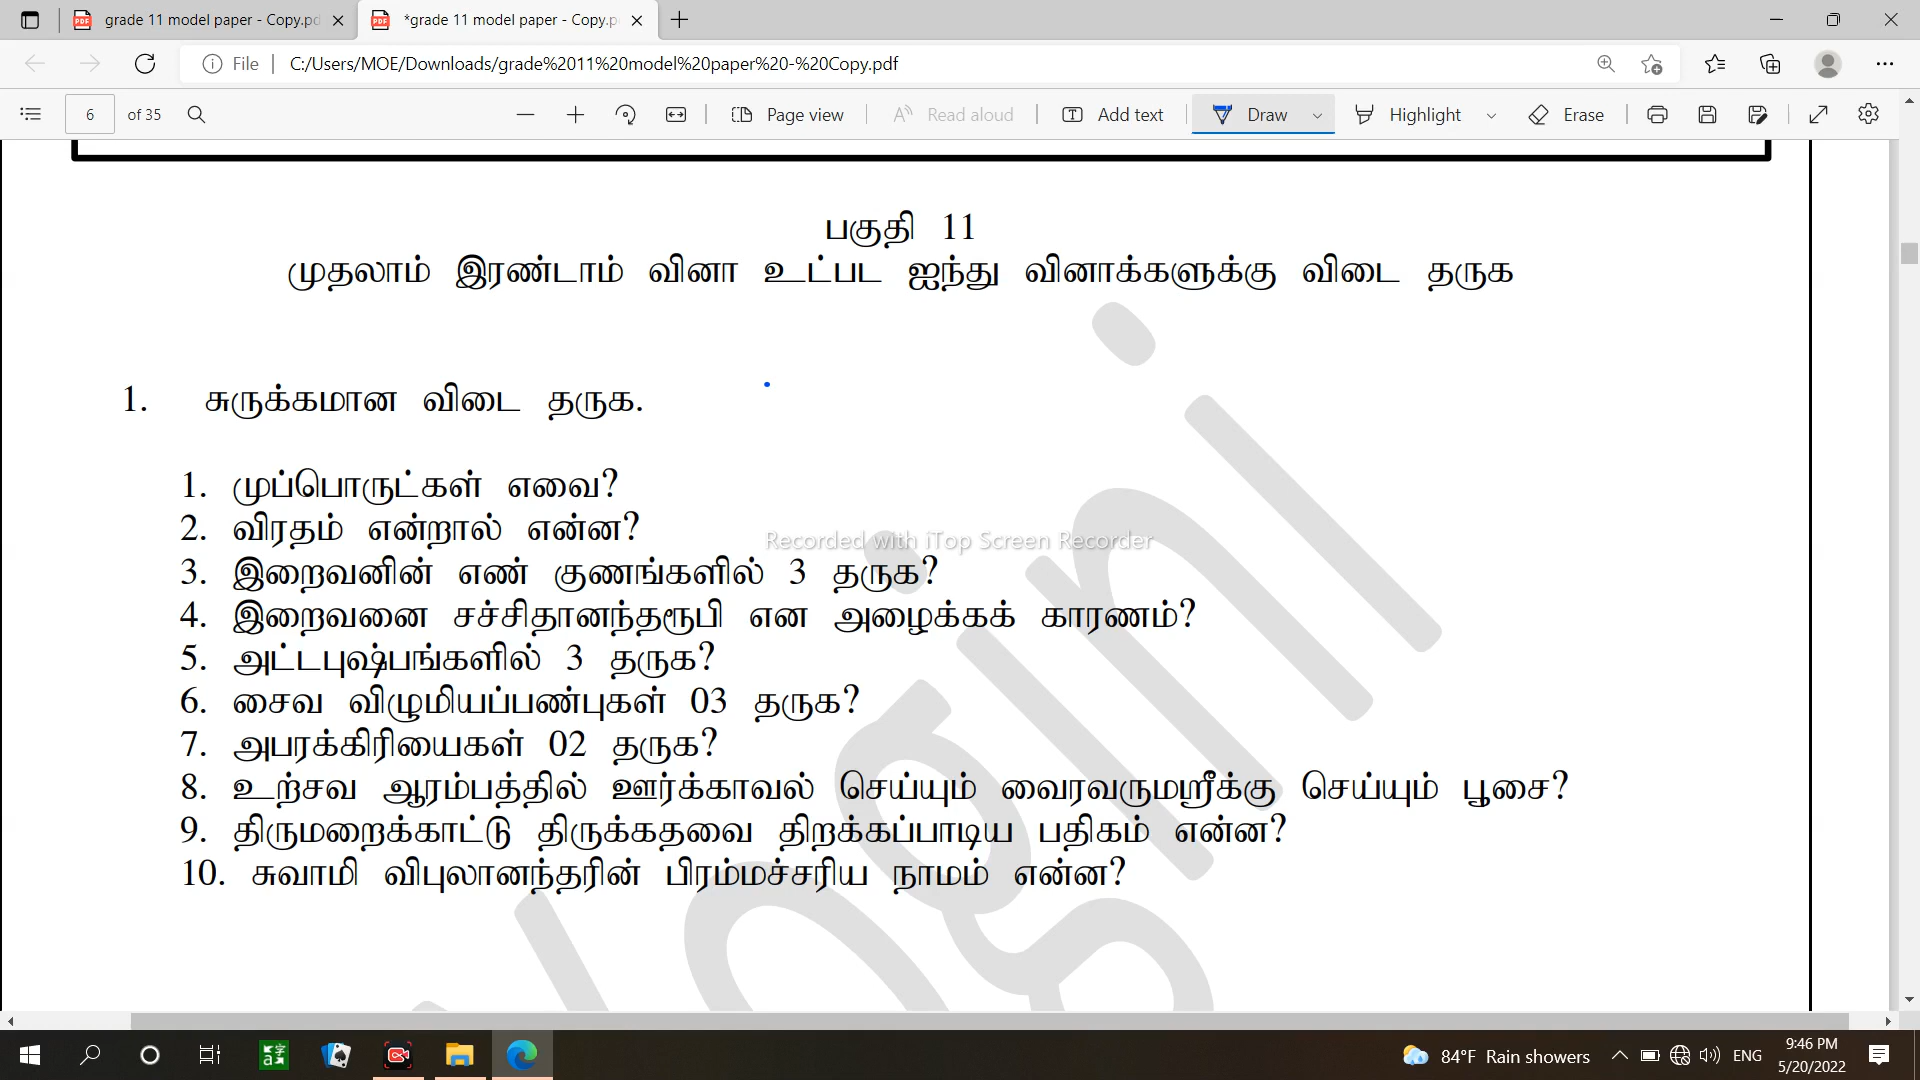 grade 11 model paper - Copy.pd
*grade 11 model paper - Copy.p
File
C:/Users/MOE/Downloads/grade%2011%20model%20paper%20-%20Copy.pdf
6 of 35
Page view
Read aloud
Add text
Draw
Highlight
Erase
பகுதி 11
முதலாம் இரண்டாம் வினா உட்பட ஐந்து வினாக்களுக்கு விடை தருக
1. சுருக்கமான விடை தருக.
1. முப்பொருட்கள் எவை?
2. விரதம் என்றால் என்ன?
Recorded with iTop Screen Recorder
3. இறைவனின் எண் குணங்களில் 3 தருக?
4. இறைவனை சச்சிதானந்தரூபி என அழைக்கக் காரணம்?
5. அட்டபுஷ்பங்களில் 3 தருக?
6. சைவ விழுமியப்பண்புகள் 03 தருக?
7. அபரக்கிரியைகள் 02 தருக?
8. உற்சவ ஆரம்பத்தில் ஊர்க்காவல் செய்யும் வைரவருமஸ்ரீக்கு செய்யும் பூசை?
9. திருமறைக்காட்டு திருக்கதவை திறக்கப்பாடிய பதிகம் என்ன?
10. சுவாமி விபுலானந்தரின் பிரம்மச்சரிய நாமம் என்ன?
84°F Rain showers
ENG
9:46 PM
5/20/2022